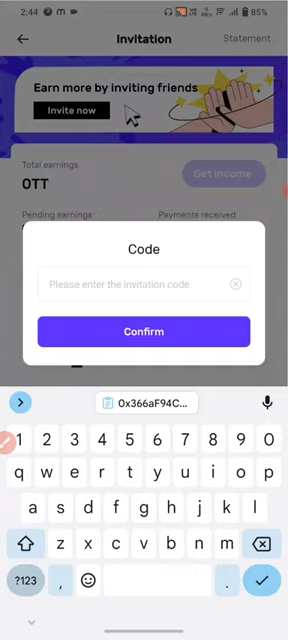 2:44 m 85%
Invitation Statement
Earn more by inviting friends
Invite now
Total earnings
0TT Get income
Pending earnings Payments received
Code
Please enter the invitation code
Confirm
0x366aF94C...
1 2 3 4 5 6 7 8 9 0
q w e r t y u i o p
a s d f g h j k l
z x c v b n m
?123 , .